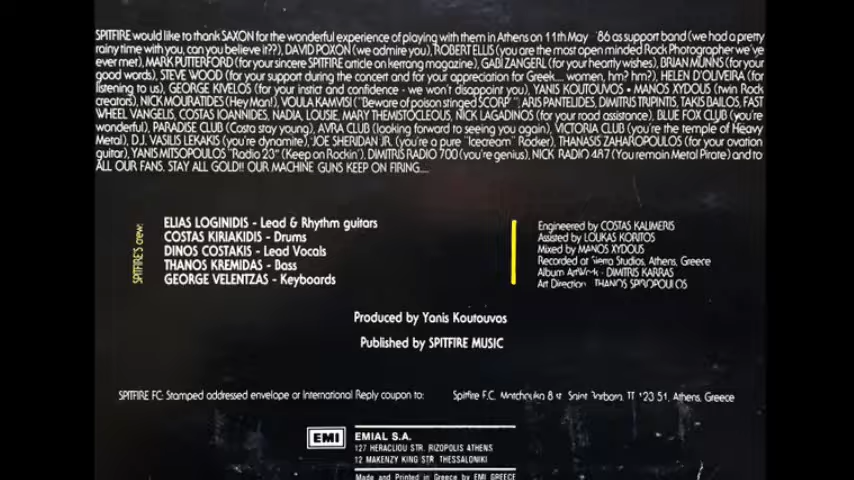 SPITFIRE would like to thank SAXON for the wonderful experience of playing with them in Athens on 11th May '86 as support band (we had a pretty
rainy time with you, can you believe it??), DAVID POXON (we admire you), ROBERT ELLIS (you are the most open minded Rock Photographer we've
ever met), MARK PUTTERFORD (for your sincere SPITFIRE article on kerrang magazine), GABI ZANGERL (for your heartly wishes), BRIAN MUNNS (for your
good words), STEVE WOOD (for your support during the concert and for your appreciation for Greek.... women, hm? hm?), HELEN D'OLIVEIRA (for
listening to us), GEORGE KIVELOS (for your instict and confidence - we won't disappoint you), YANIS KOUTOUVOS • MANOS XYDOUS (twin Rock
creators), NICK MOURATIDES (Hey Man!), VOULA KAMVISI ("Beware of poison stinged SCORP"), ARIS PANTELIDES, DIMITRIS TRIPINTIS, TAKIS BAILOS, FAST
WHEEL VANGELIS, COSTAS IOANNIDES, NADIA, LOUSIE, MARY THEMISTOCLEOUS, NICK LAGADINOS (for your road assistance), BLUE FOX CLUB (you're
wonderful), PARADISE CLUB (Costa stay young), AVRA CLUB (looking forward to seeing you again), VICTORIA CLUB (you're the temple of Heavy
Metal), D.J. VASILIS LEKAKIS (you're dynamite), JOE SHERIDAN JR. (you're a pure "Icecream" Rocker), THANASIS ZAHAROPOULOS (for your ovation
guitar), YANIS MITSOPOULOS "Radio 23" (Keep on Rockin'), DIMITRIS RADIO 700 (you're genius), NICK RADIO 487 (You remain Metal Pirate) and to
ALL OUR FANS. STAY ALL GOLD!! OUR MACHINE GUNS KEEP ON FIRING....
SPITFIRE'S crew:
ELIAS LOGINIDIS - Lead & Rhythm guitars
COSTAS KIRIAKIDIS - Drums
DINOS COSTAKIS - Lead Vocals
THANOS KREMIDAS - Bass
GEORGE VELENTZAS - Keyboards
Engineered by COSTAS KALIMERIS
Assisted by LOUKAS KORITOS
Mixed by MANOS XYDOUS
Recorded at Sierra Studios, Athens, Greece
Album ArtWork - DIMITRIS KARRAS
Art Direction THANOS SPIROPOULOS
Produced by Yanis Koutouvos
Published by SPITFIRE MUSIC
SPITFIRE FC: Stamped addressed envelope or International Reply coupon to:
Spitfire F.C. 8 st. Saint Barbara, TT 123 51, Athens, Greece
EMI
EMIAL S.A.
127 HERACLIOU STR. RIZOPOLIS ATHENS
12 MAKENZY KING STR THESSALONIKI
Made and Printed in Greece by EMI GREECE